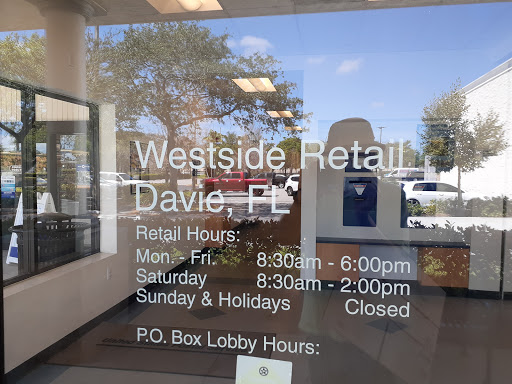 Westside Retail
Davie, FL
Retail Hours:
Mon. - Fri. 8:30am - 6:00pm
Saturday 8:30am - 2:00pm
Sunday & Holidays Closed
P.O. Box Lobby Hours: